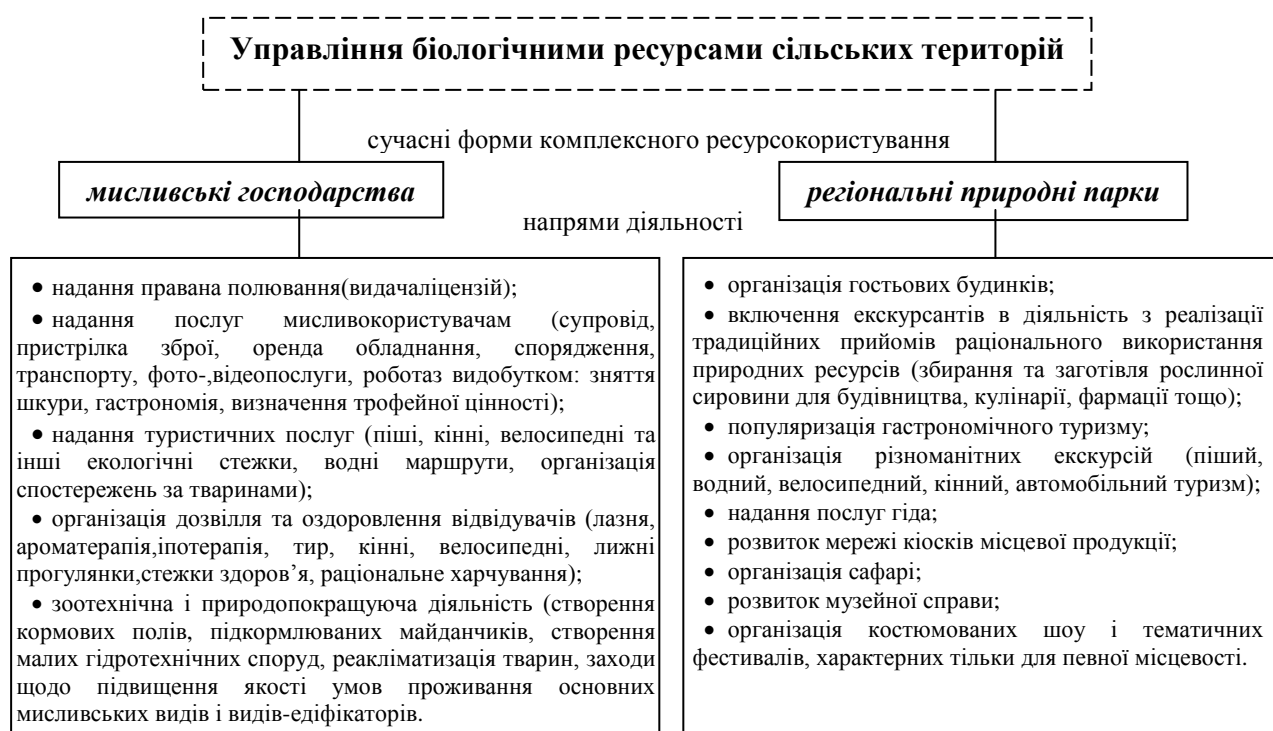 Управління біологічними ресурсами сільських територій
сучасні форми комплексного ресурсокористування
мисливські господарства
регіональні природні парки
напрями діяльності
• надання правана полювання(видачаліцензій);
• надання послуг мисливокористувачам (супровід,
пристрілка зброї, оренда обладнання, спорядження,
транспорту, фото-,відеопослуги, роботаз видобутком: зняття
шкури, гастрономія, визначення трофейної цінності);
• надання туристичних послуг (піші, кінні, велосипедні та
інші екологічні стежки, водні маршрути, організація
спостережень за тваринами);
• організація дозвілля та оздоровлення відвідувачів (лазня,
ароматерапія,іпотерапія, тир, кінні, велосипедні, лижні
прогулянки,стежки здоров’я, раціональне харчування);
• зоотехнічна і природопокращуюча діяльність (створення
кормових полів, підкормлюваних майданчиків, створення
малих гідротехнічних споруд, реакліматизація тварин, заходи
щодо підвищення якості умов проживання основних
мисливських видів і видів-едіфікаторів.
• організація гостьових будинків;
• включення екскурсантів в діяльність з реалізації
традиційних прийомів раціонального використання
природних ресурсів (збирання та заготівля рослинної
сировини для будівництва, кулінарії, фармації тощо);
• популяризація гастрономічного туризму;
• організація різноманітних екскурсій (піший,
водний, велосипедний, кінний, автомобільний туризм);
• надання послуг гіда;
• розвиток мережі кіосків місцевої продукції;
• організація сафарі;
• розвиток музейної справи;
• організація костюмованих шоу і тематичних
фестивалів, характерних тільки для певної місцевості.